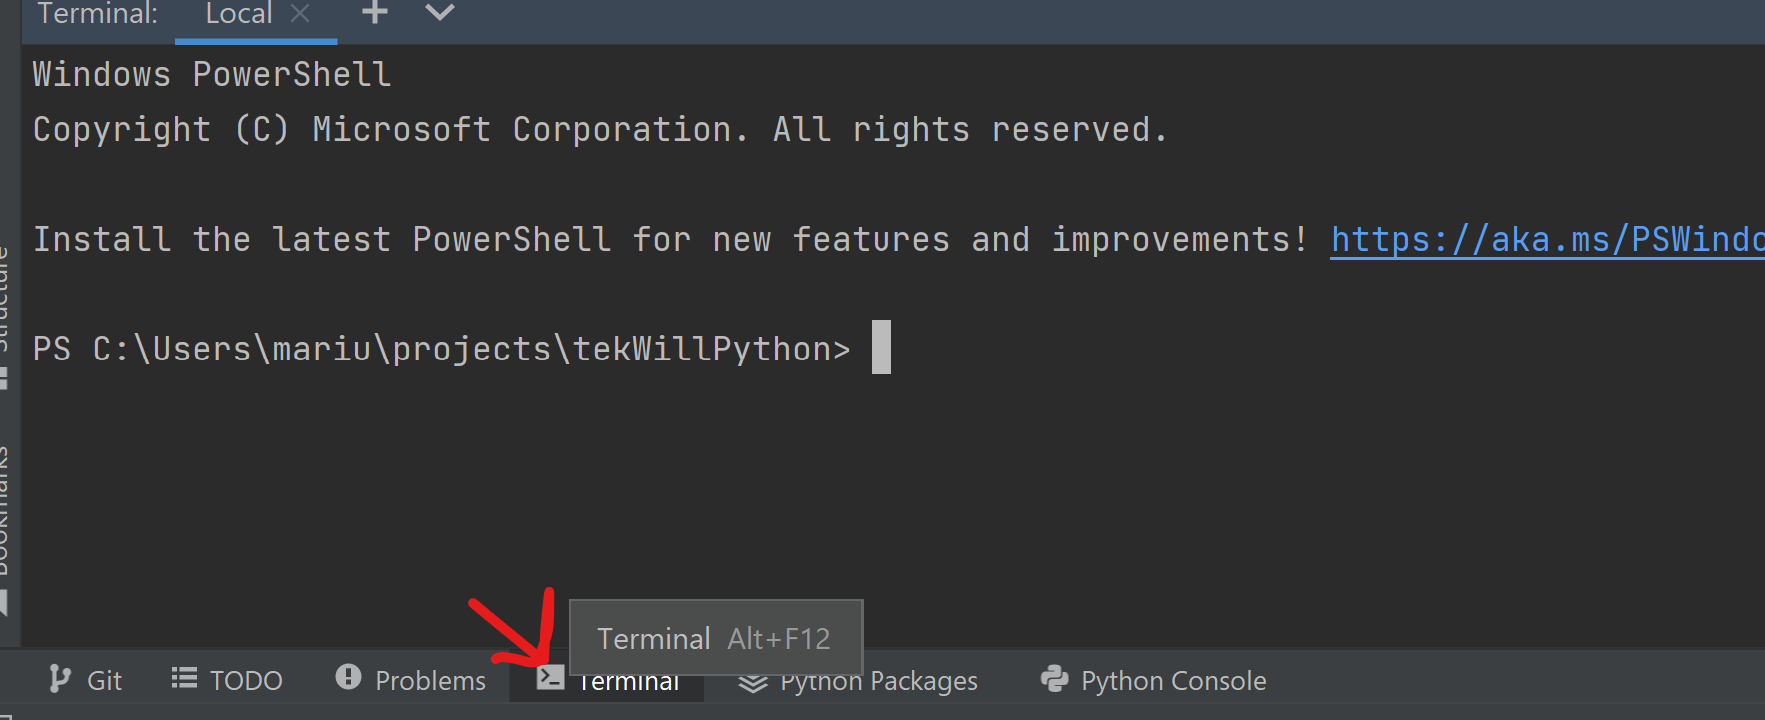 Terminal: Local
Windows PowerShell
Copyright (C) Microsoft Corporation. All rights reserved.
Install the latest PowerShell for new features and improvements! https://aka.ms/PSWindo
PS C:\Users\mariu\projects\tekWillPython>
Structure
Bookmarks
Terminal Alt+F12
Git TODO Problems Terminal Python Packages Python Console